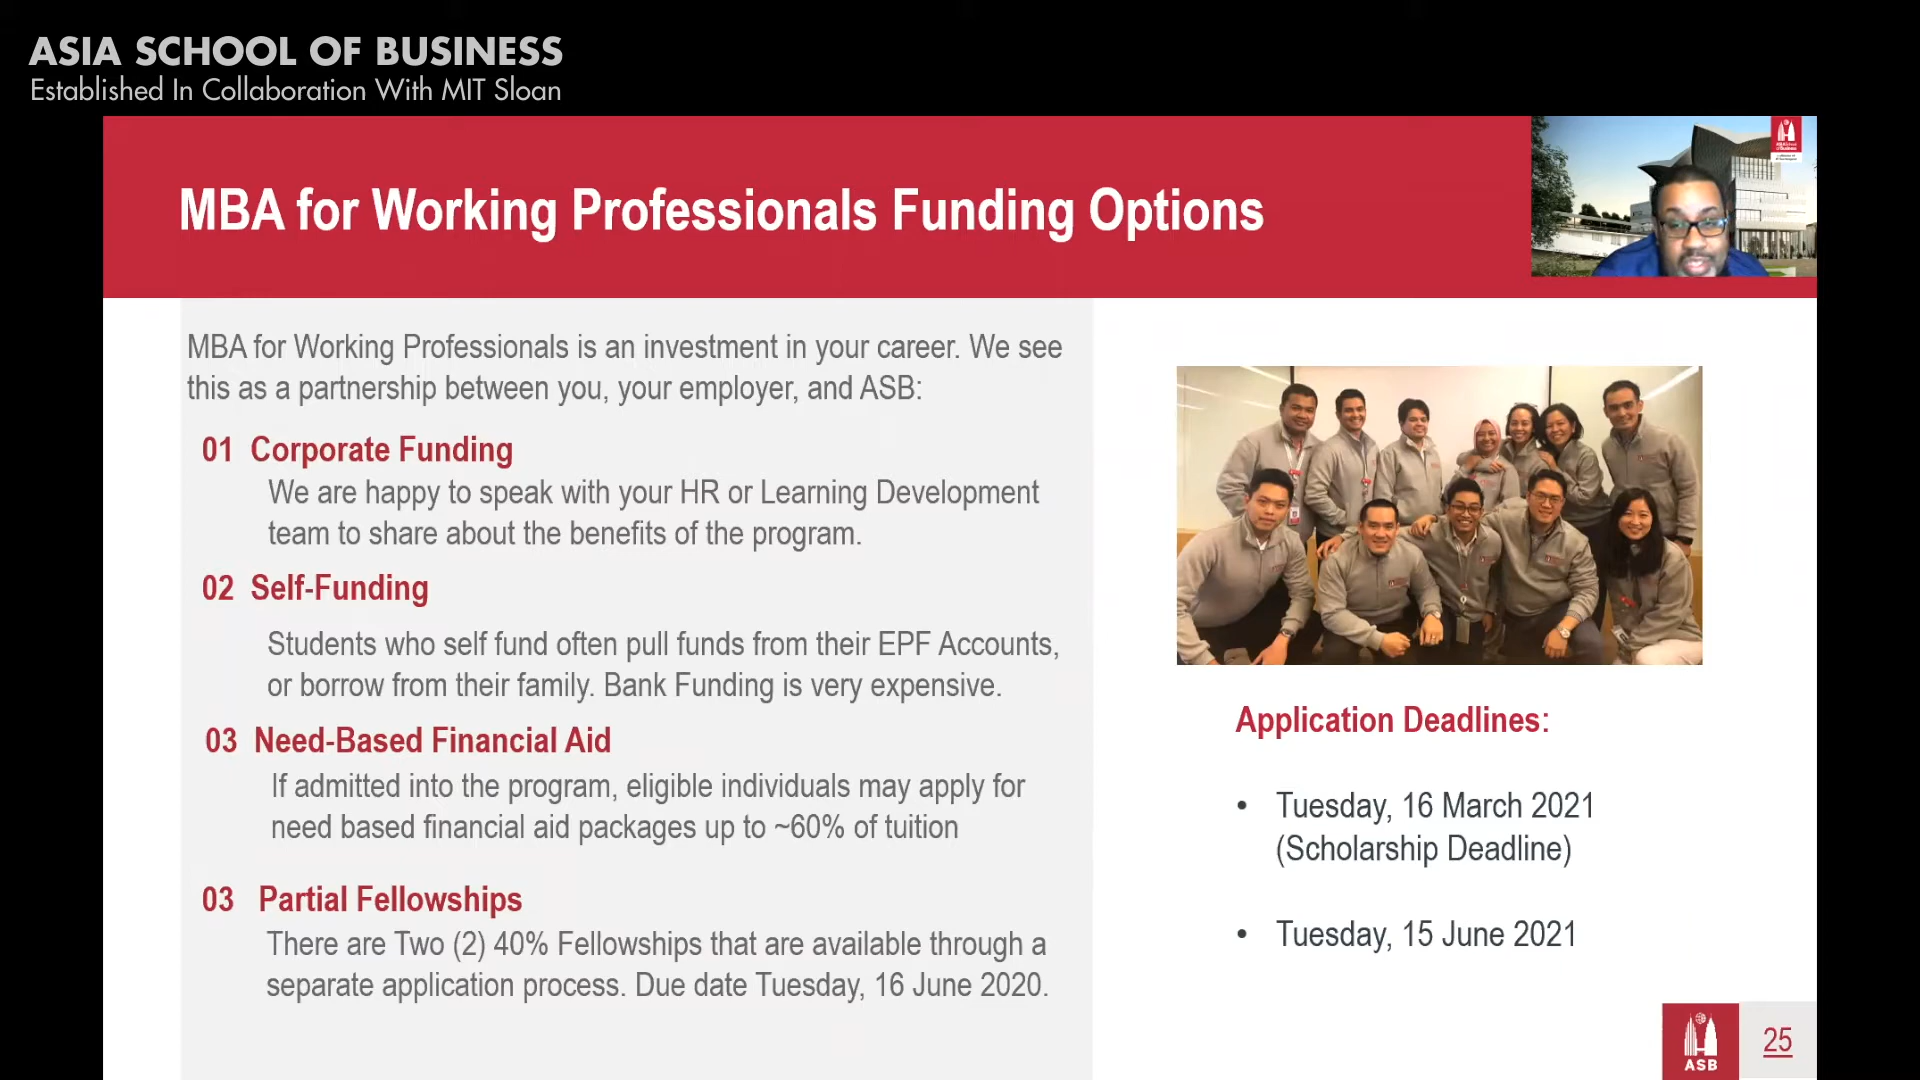 ASIA SCHOOL OF BUSINESS
Established In Collaboration With MIT Sloan
MBA for Working Professionals Funding Options
MBA for Working Professionals is an investment in your career. We see
this as a partnership between you, your employer, and ASB:
01 Corporate Funding
We are happy to speak with your HR or Learning Development
team to share about the benefits of the program.
02 Self-Funding
Students who self fund often pull funds from their EPF Accounts,
or borrow from their family. Bank Funding is very expensive.
03 Need-Based Financial Aid
If admitted into the program, eligible individuals may apply for
need based financial aid packages up to ~60% of tuition
03 Partial Fellowships
There are Two (2) 40% Fellowships that are available through a
separate application process. Due date Tuesday, 16 June 2020.
Application Deadlines:
• Tuesday, 16 March 2021
(Scholarship Deadline)
• Tuesday, 15 June 2021
ASB
25